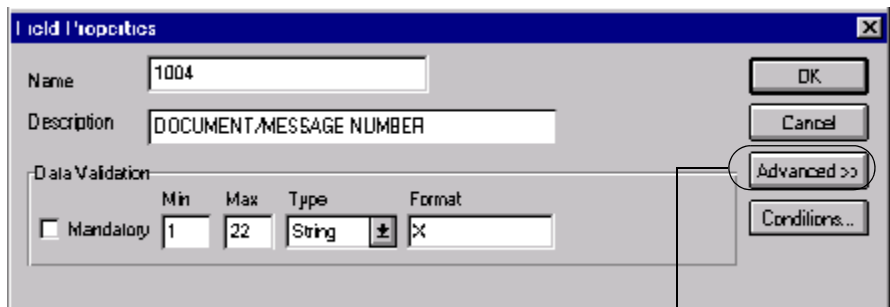 Field Properties
Name
1004
OK
Description
DOCUMENT/MESSAGE NUMBER
Cancel
Data Validation
Advanced >>
Min Max Type Format
Mandatory 1 22 String X
Conditions...